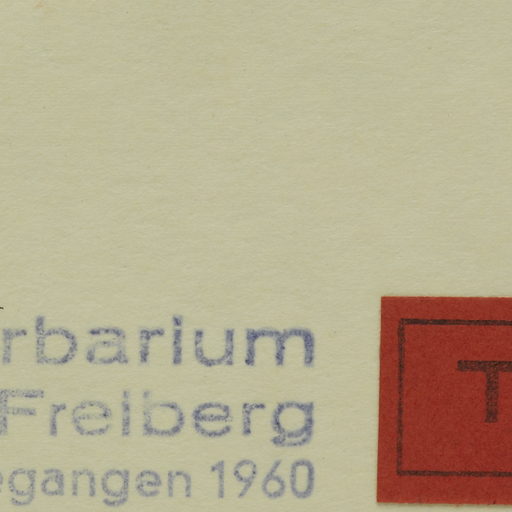 rbarium
Freiberg
egangen 1960
T